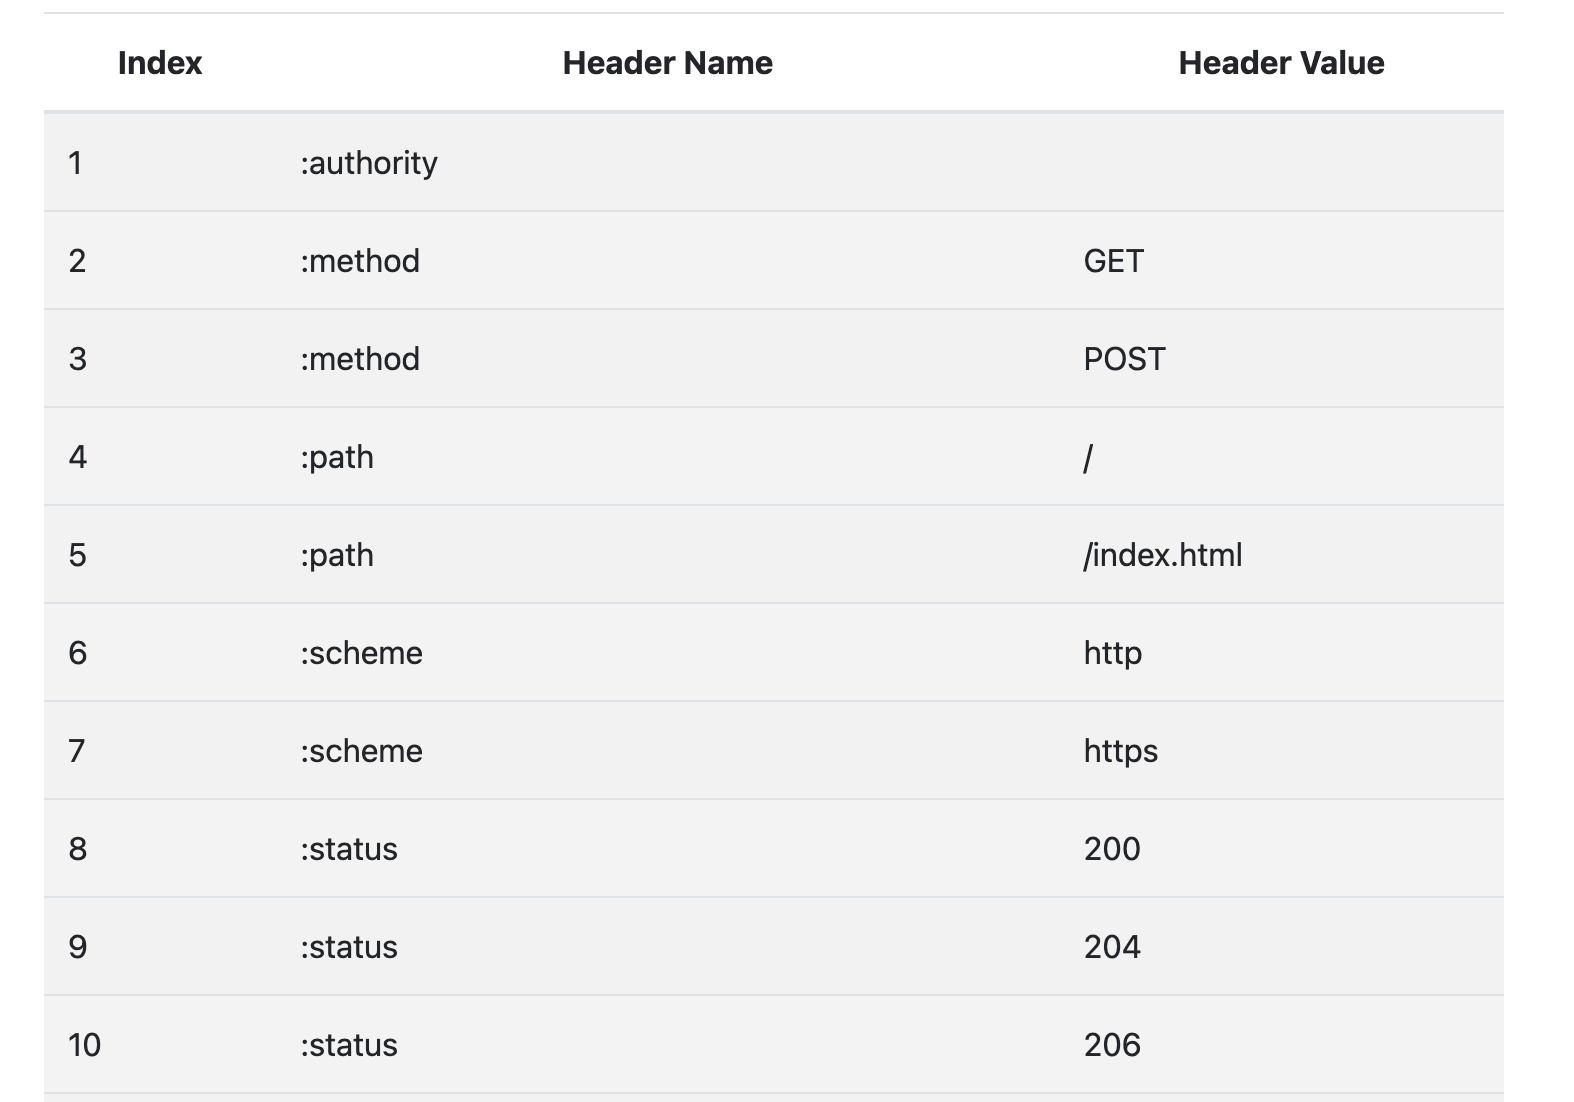 Index Header Name Header Value
1 :authority
2 :method GET
3 :method POST
4 :path /
5 :path /index.html
6 :scheme http
7 :scheme https
8 :status 200
9 :status 204
10 :status 206